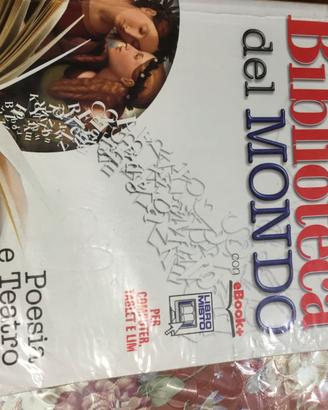 Biblioteca
del MONDO
con eBook+
LIBRO
MISTO
PER
COMPUTER,
TABLET E LIM
Poesia
e Teatro